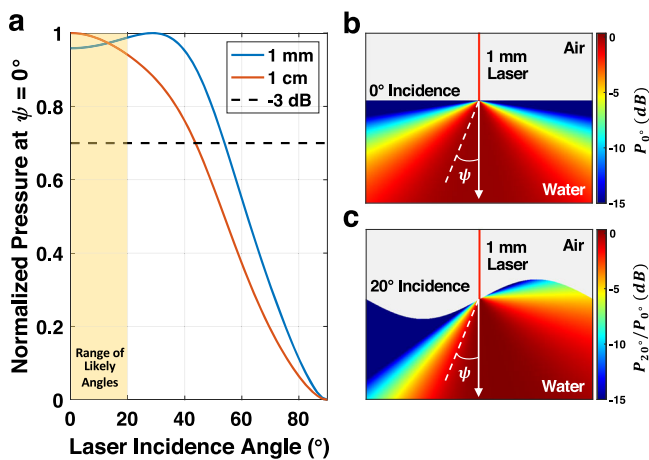 a
Normalized Pressure at ψ = 0°
1
0.8
0.6
0.4
0.2
0
0
20
40
60
80
Laser Incidence Angle (°)
1 mm
1 cm
-3 dB
Range of
Likely
Angles
b
Air
1 mm
Laser
0° Incidence
ψ
Water
0
-5
-10
-15
P0° (dB)
c
Air
1 mm
Laser
20° Incidence
ψ
Water
0
-5
-10
-15
P20°/P0° (dB)